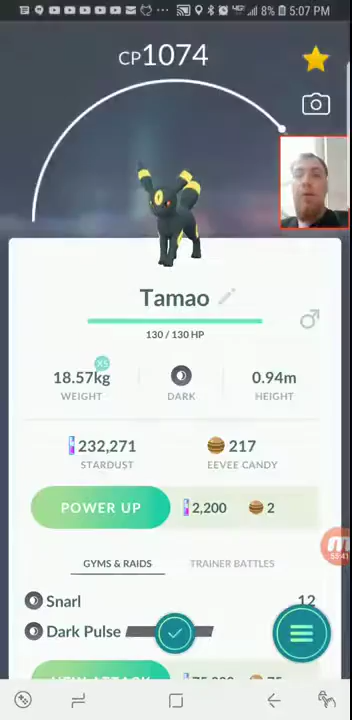 8% 5:07 PM
CP1074
Tamao
130 / 130 HP
XS
18.57kg
0.94m
WEIGHT
DARK
HEIGHT
232,271
217
STARDUST
EEVEE CANDY
POWER UP
2,200
2
GYMS & RAIDS
TRAINER BATTLES
Snarl
12
Dark Pulse